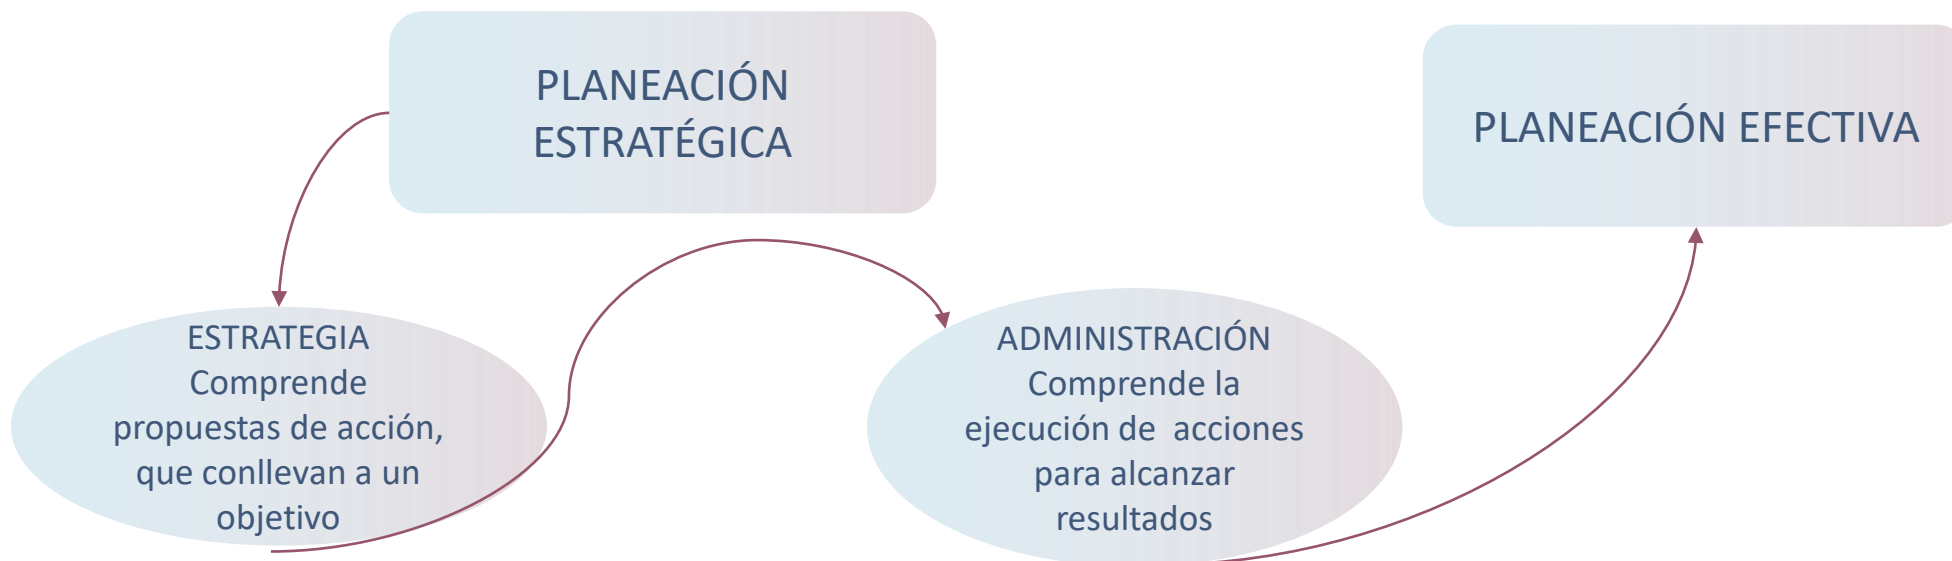 PLANEACIÓN
ESTRATÉGICA
PLANEACIÓN EFECTIVA
ESTRATEGIA
Comprende
propuestas de acción,
que conllevan a un
objetivo
ADMINISTRACIÓN
Comprende la
ejecución de  acciones
para alcanzar
resultados